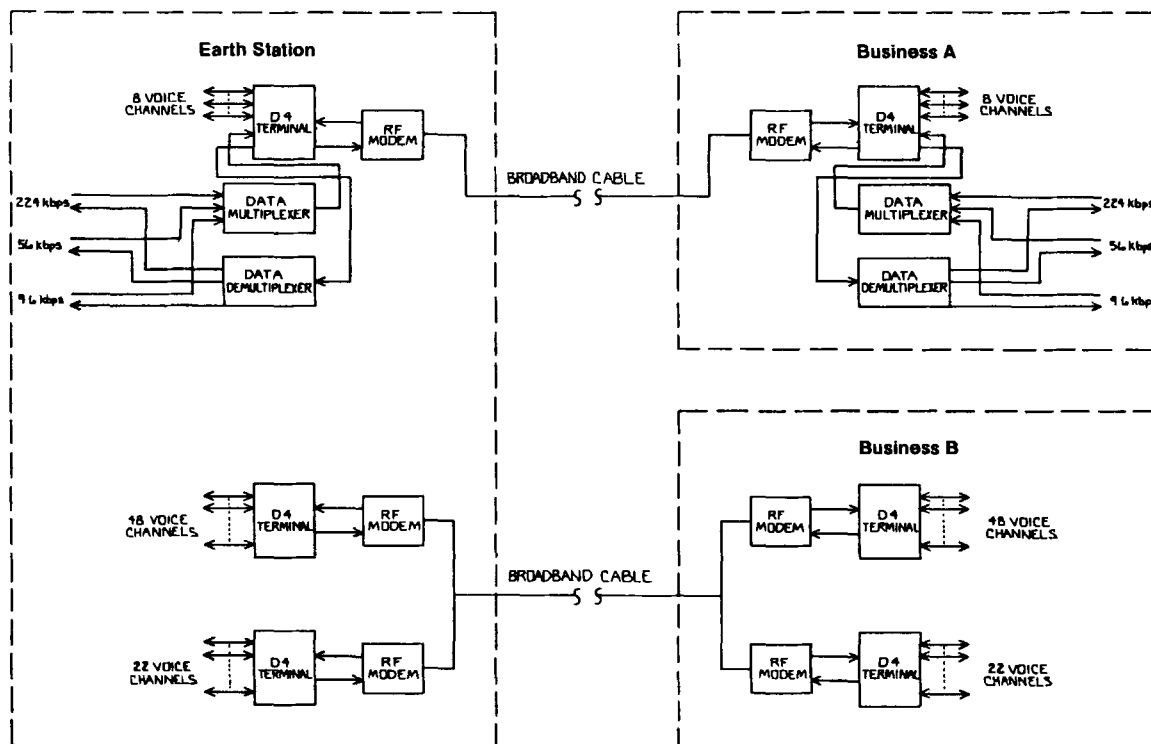 Earth Station
8 VOICE
CHANNELS
D4
TERMINAL
RF
MODEM
224 kbps
56 kbps
9.6 kbps
DATA
MULTIPLEXER
DATA
DEMULTIPLEXER
BROADBAND CABLE
Business A
RF
MODEM
D4
TERMINAL
8 VOICE
CHANNELS
DATA
MULTIPLEXER
DATA
DEMULTIPLEXER
224 kbps
56 kbps
9.6 kbps
48 VOICE
CHANNELS
D4
TERMINAL
RF
MODEM
22 VOICE
CHANNELS
D4
TERMINAL
RF
MODEM
BROADBAND CABLE
Business B
RF
MODEM
D4
TERMINAL
48 VOICE
CHANNELS
RF
MODEM
D4
TERMINAL
22 VOICE
CHANNELS